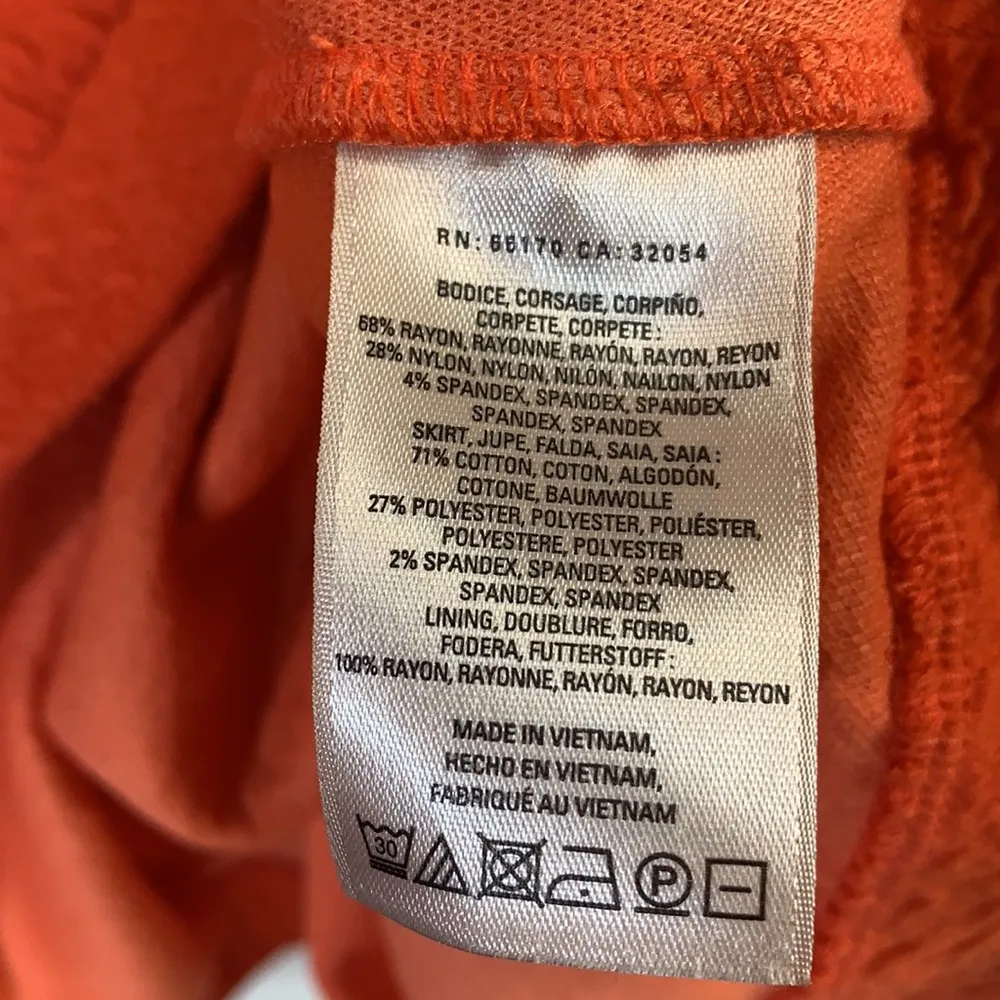 RN: 66170 CA: 32054
BODICE, CORSAGE, CORPIÑO,
CORPETE, CORPETE :
68% RAYON, RAYONNE, RAYÓN, RAYON, REYON
28% NYLON, NYLON, NILÓN, NAILON, NYLON
4% SPANDEX, SPANDEX, SPANDEX,
SPANDEX, SPANDEX
SKIRT, JUPE, FALDA, SAIA, SAIA :
71% COTTON, COTON, ALGODÓN,
COTONE, BAUMWOLLE
27% POLYESTER, POLYESTER, POLIÉSTER,
POLYESTERE, POLYESTER
2% SPANDEX, SPANDEX, SPANDEX,
SPANDEX, SPANDEX
LINING, DOUBLURE, FORRO,
FODERA, FUTTERSTOFF :
100% RAYON, RAYONNE, RAYÓN, RAYON, REYON
MADE IN VIETNAM,
HECHO EN VIETNAM,
FABRIQUÉ AU VIETNAM
30 P